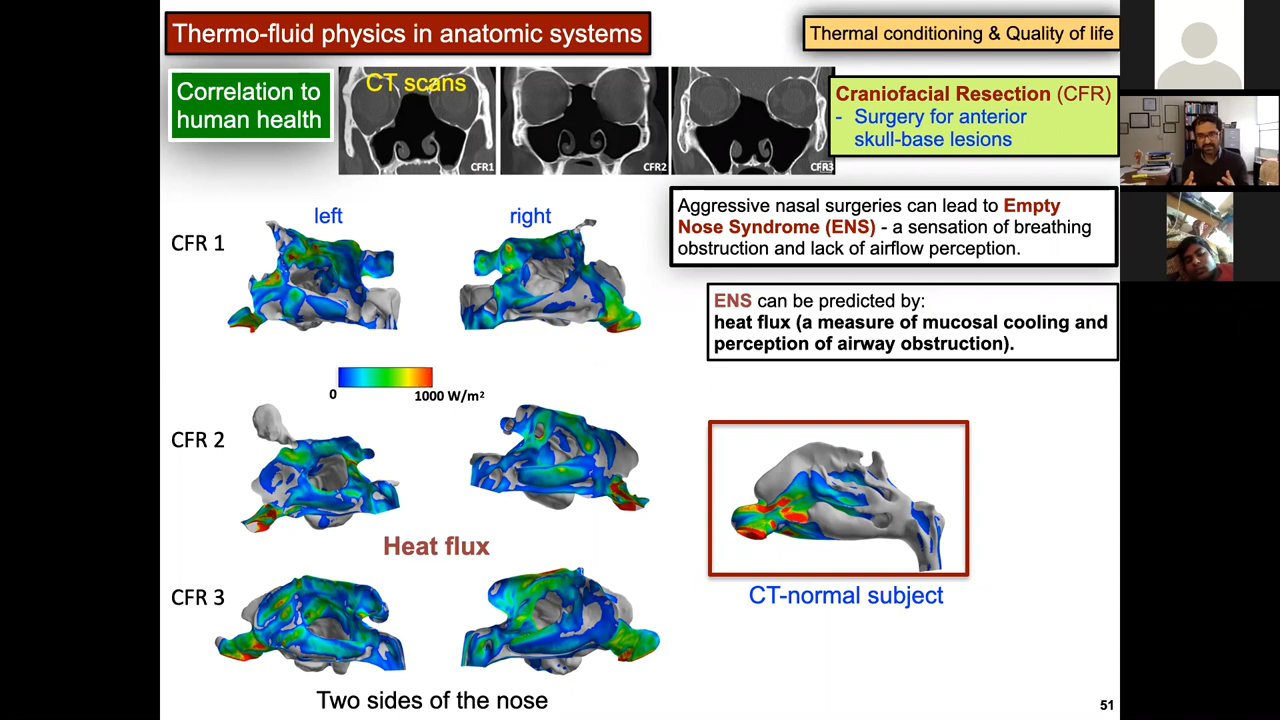 Thermo-fluid physics in anatomic systems
Thermal conditioning & Quality of life
Correlation to
human health
CT scans
CFR1
CFR2
CFR3
Craniofacial Resection (CFR)
- Surgery for anterior
skull-base lesions
Aggressive nasal surgeries can lead to Empty
Nose Syndrome (ENS) - a sensation of breathing
obstruction and lack of airflow perception.
left
right
CFR 1
ENS can be predicted by:
heat flux (a measure of mucosal cooling and
perception of airway obstruction).
0
1000 W/m²
CFR 2
Heat flux
CFR 3
CT-normal subject
Two sides of the nose
51